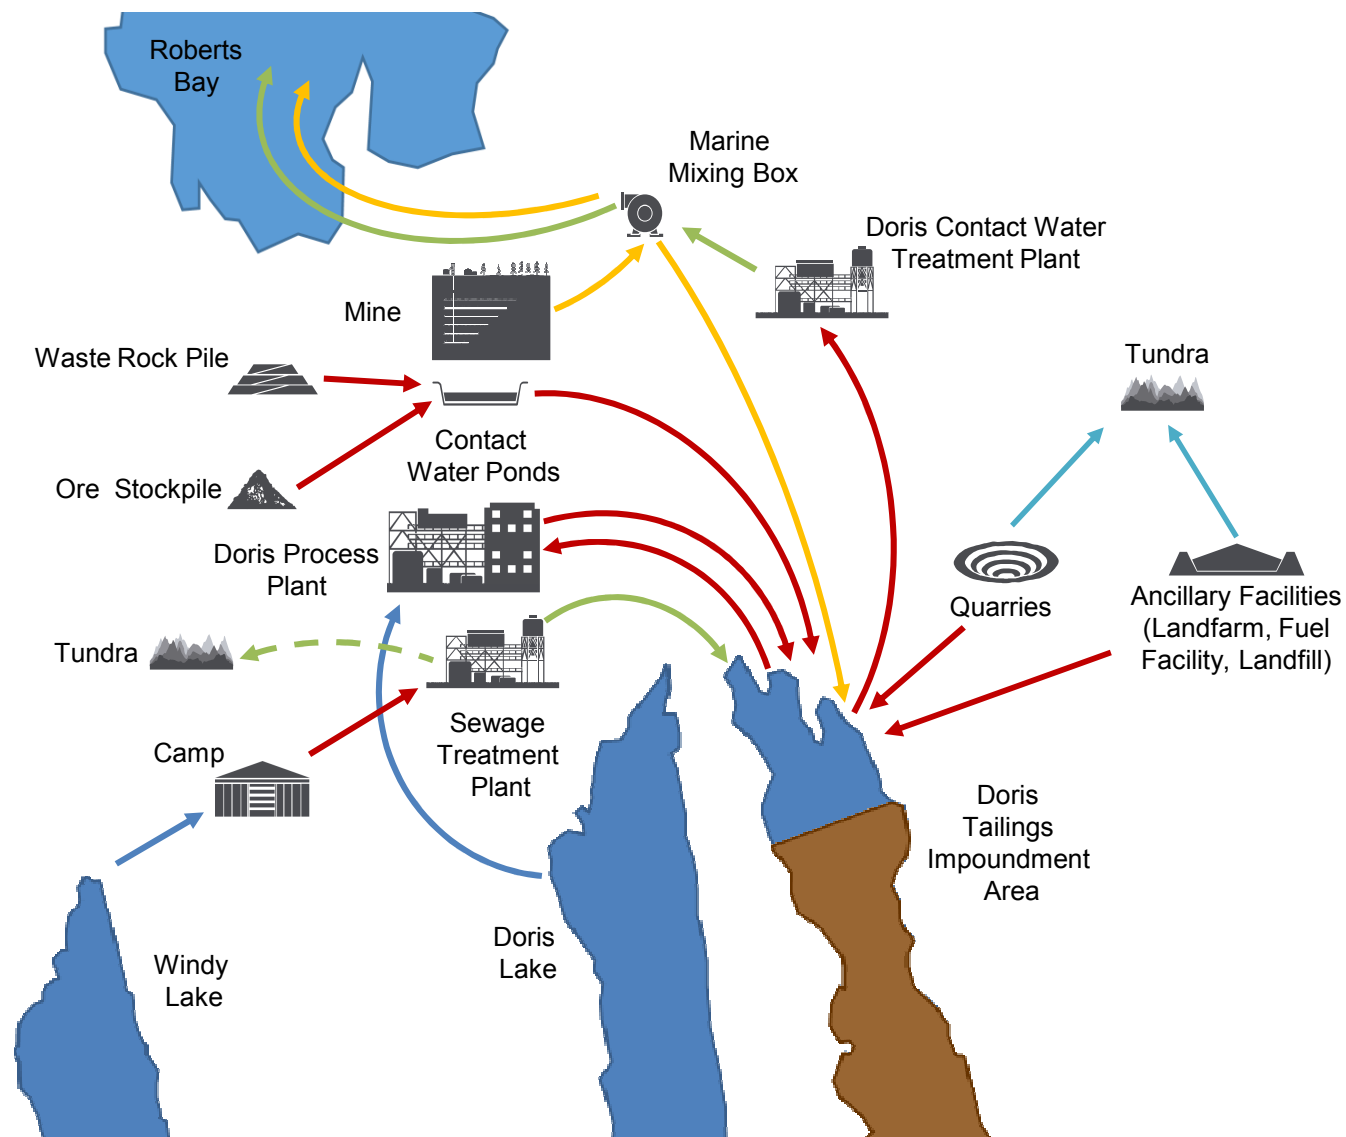 Roberts
Bay
Marine
Mixing Box
Doris Contact Water
Treatment Plant
Mine
Waste Rock Pile
Tundra
Contact
Water Ponds
Ore Stockpile
Doris Process
Plant
Quarries
Ancillary Facilities
(Landfarm, Fuel
Facility, Landfill)
Tundra
Sewage
Treatment
Plant
Camp
Doris
Tailings
Impoundment
Area
Doris
Lake
Windy
Lake